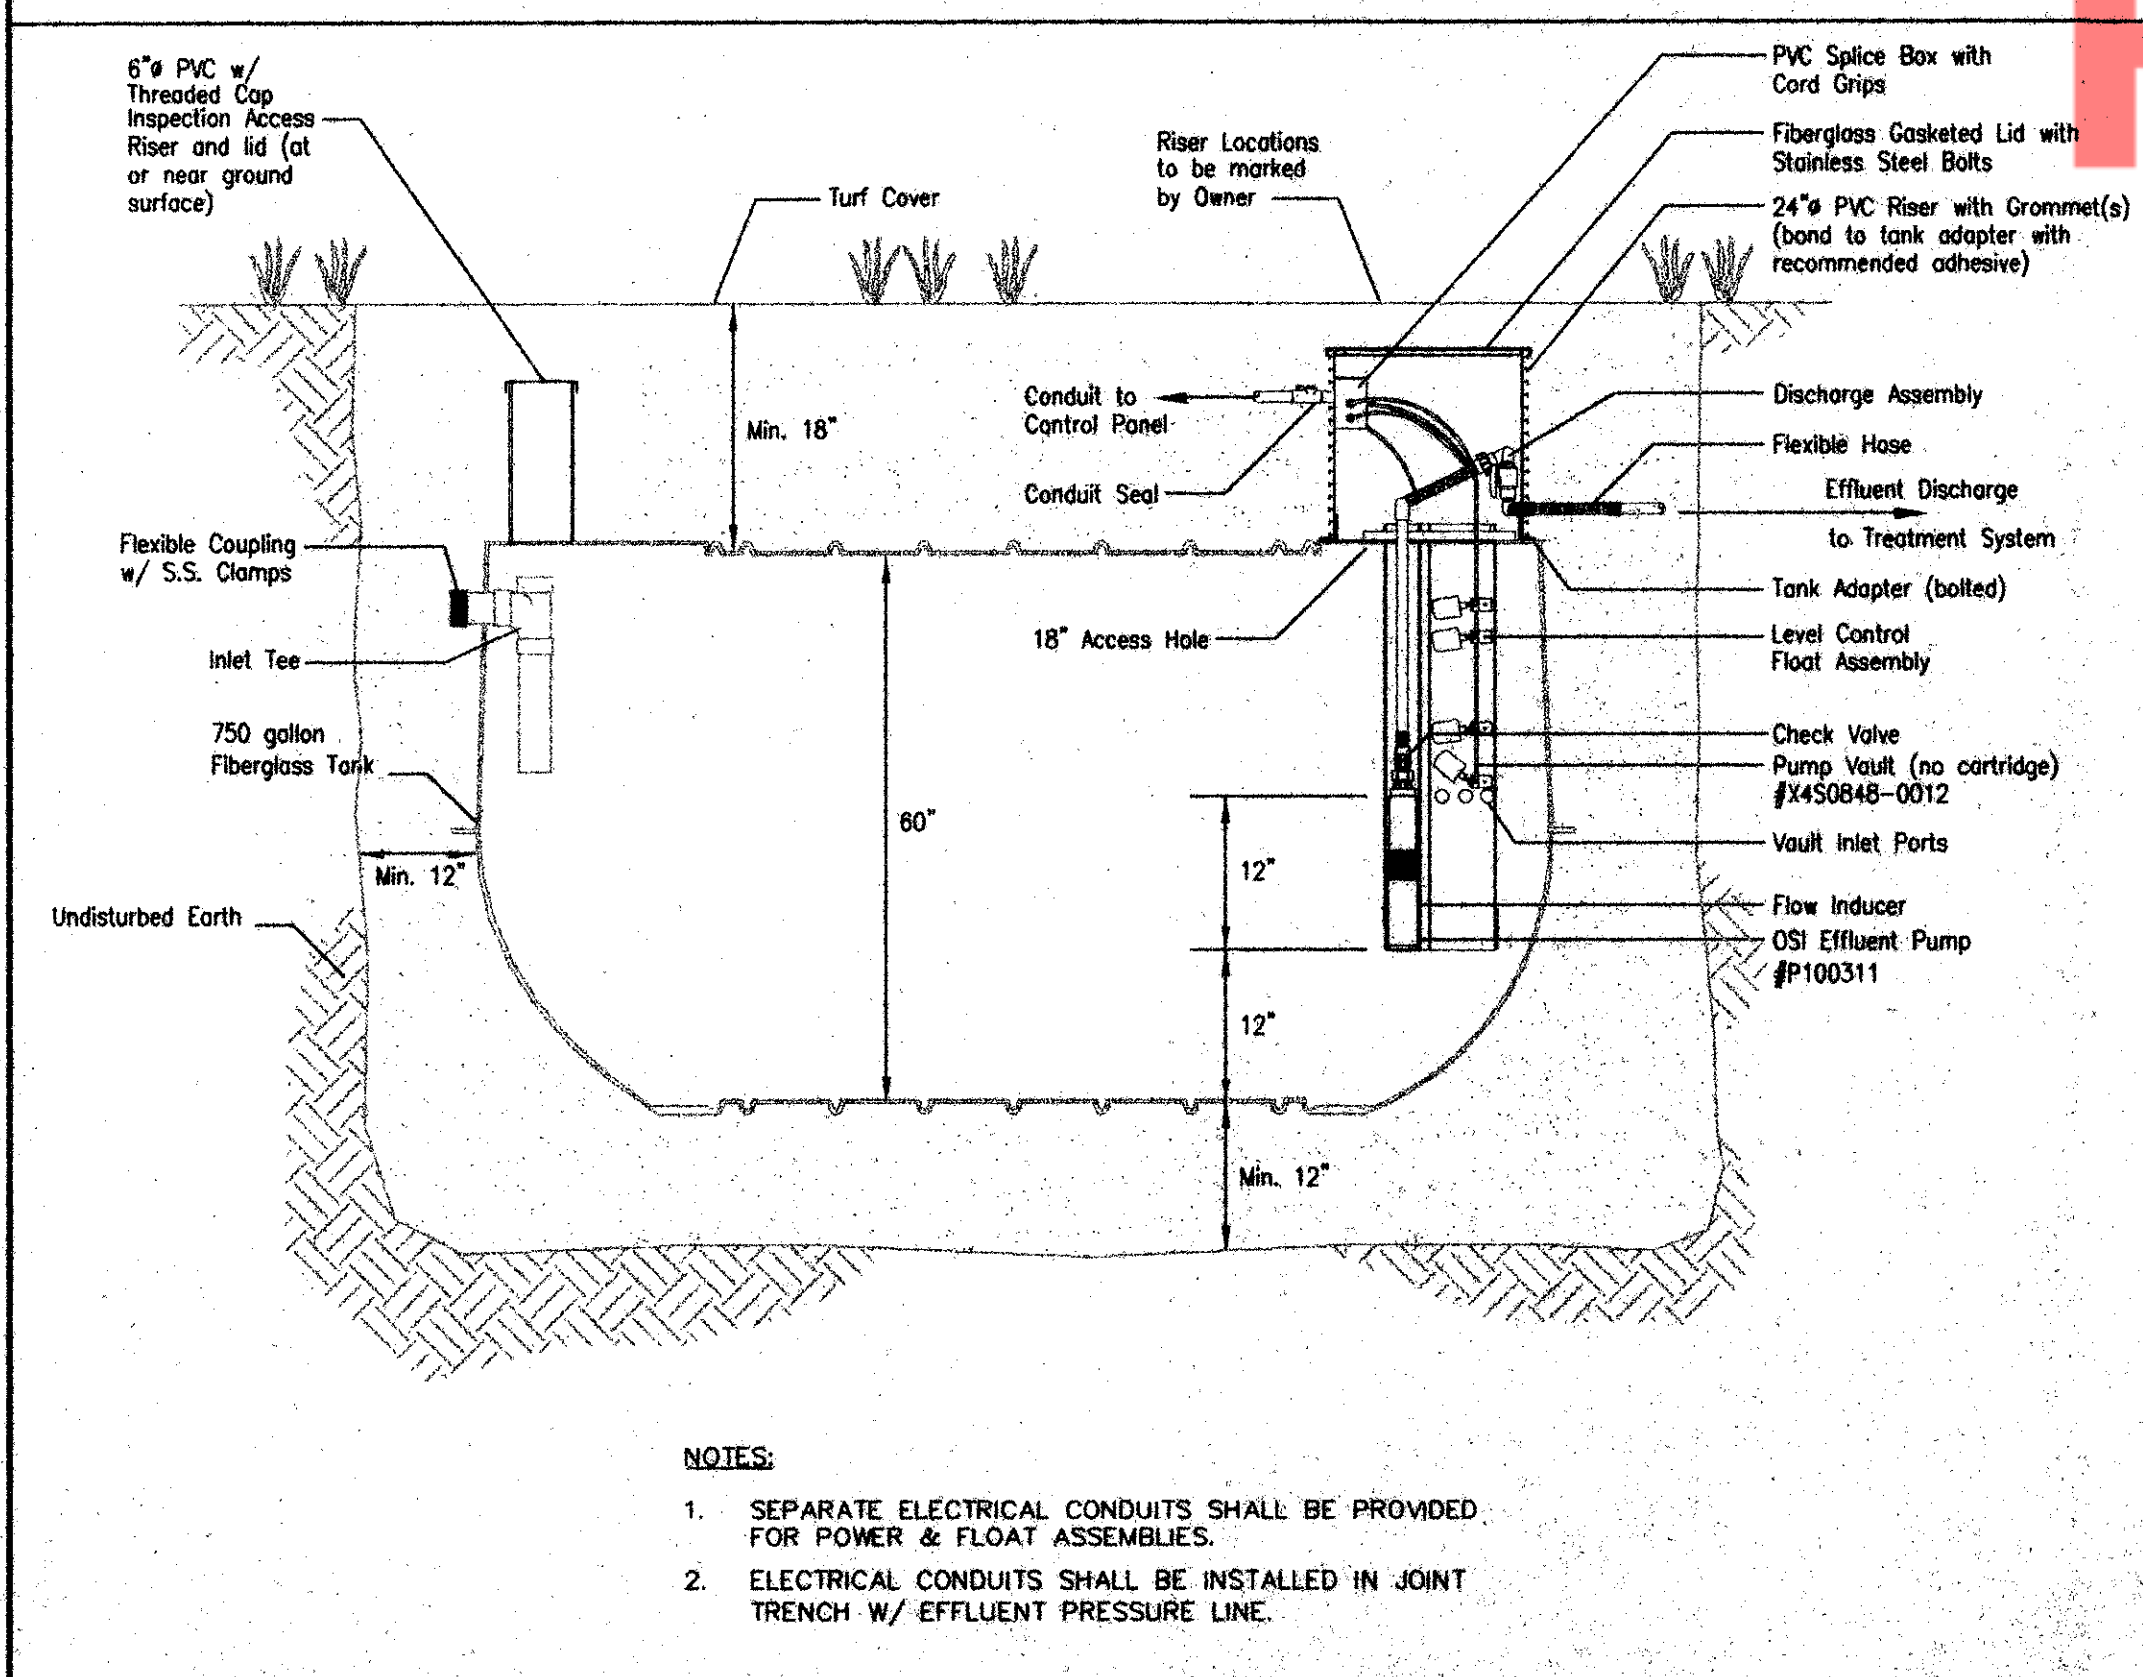 6"ø PVC w/
Threaded Cap
Inspection Access
Riser and lid (at
or near ground
surface)
Turf Cover
Riser Locations
to be marked
by Owner
PVC Splice Box with
Cord Grips
Fiberglass Gasketed Lid with
Stainless Steel Bolts
24"ø PVC Riser with Grommet(s)
(bond to tank adapter with
recommended adhesive)
Min. 18"
Conduit to
Control Panel
Conduit Seal
Discharge Assembly
Flexible Hose
Effluent Discharge
to Treatment System
Flexible Coupling
w/ S.S. Clamps
Inlet Tee
750 gallon
Fiberglass Tank
Min. 12"
Undisturbed Earth
18" Access Hole
60"
12"
12"
Min. 12"
Tank Adapter (bolted)
Level Control
Float Assembly
Check Valve
Pump Vault (no cartridge)
#X4S0848-0012
Vault Inlet Ports
Flow Inducer
OSI Effluent Pump
#P100311
NOTES:
1. SEPARATE ELECTRICAL CONDUITS SHALL BE PROVIDED
FOR POWER & FLOAT ASSEMBLIES.
2. ELECTRICAL CONDUITS SHALL BE INSTALLED IN JOINT
TRENCH W/ EFFLUENT PRESSURE LINE.